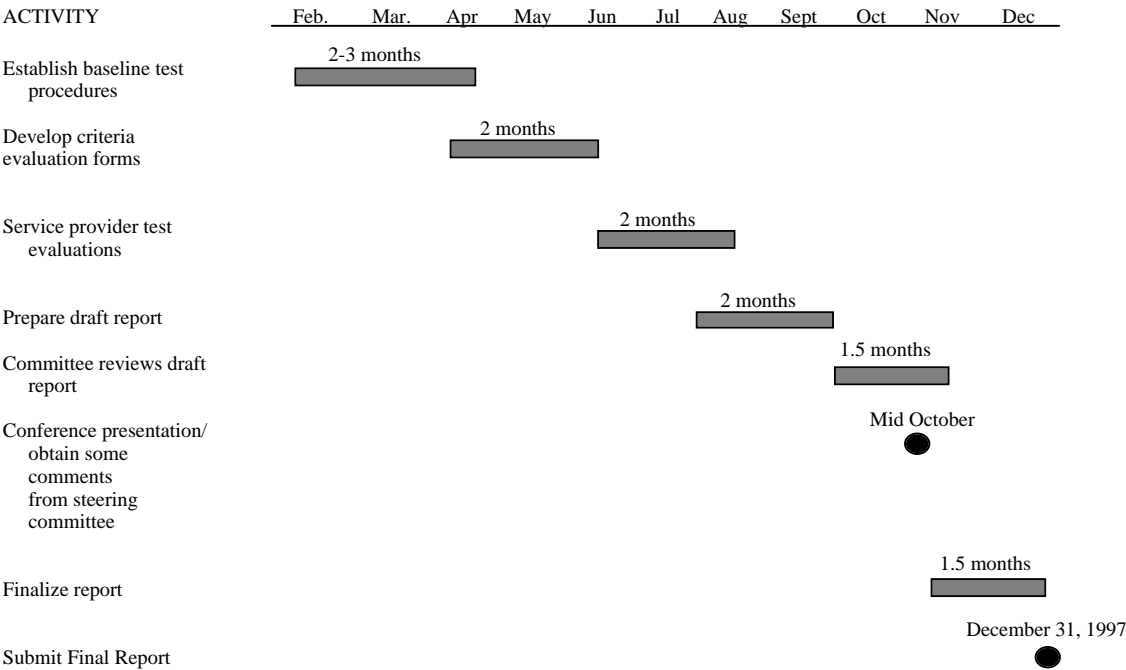 ACTIVITY Feb. Mar. Apr May Jun Jul Aug Sept Oct Nov Dec
2-3 months
Establish baseline test
procedures
2 months
Develop criteria
evaluation forms
2 months
Service provider test
evaluations
2 months
Prepare draft report
1.5 months
Committee reviews draft
report
Mid October
Conference presentation/
obtain some
comments
from steering
committee
1.5 months
Finalize report
December 31, 1997
Submit Final Report